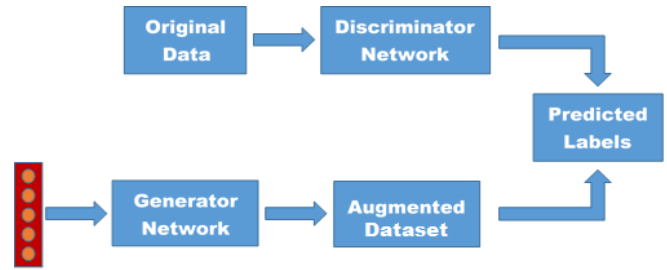 Original
Data
Discriminator
Network
Predicted
Labels
Generator
Network
Augmented
Dataset